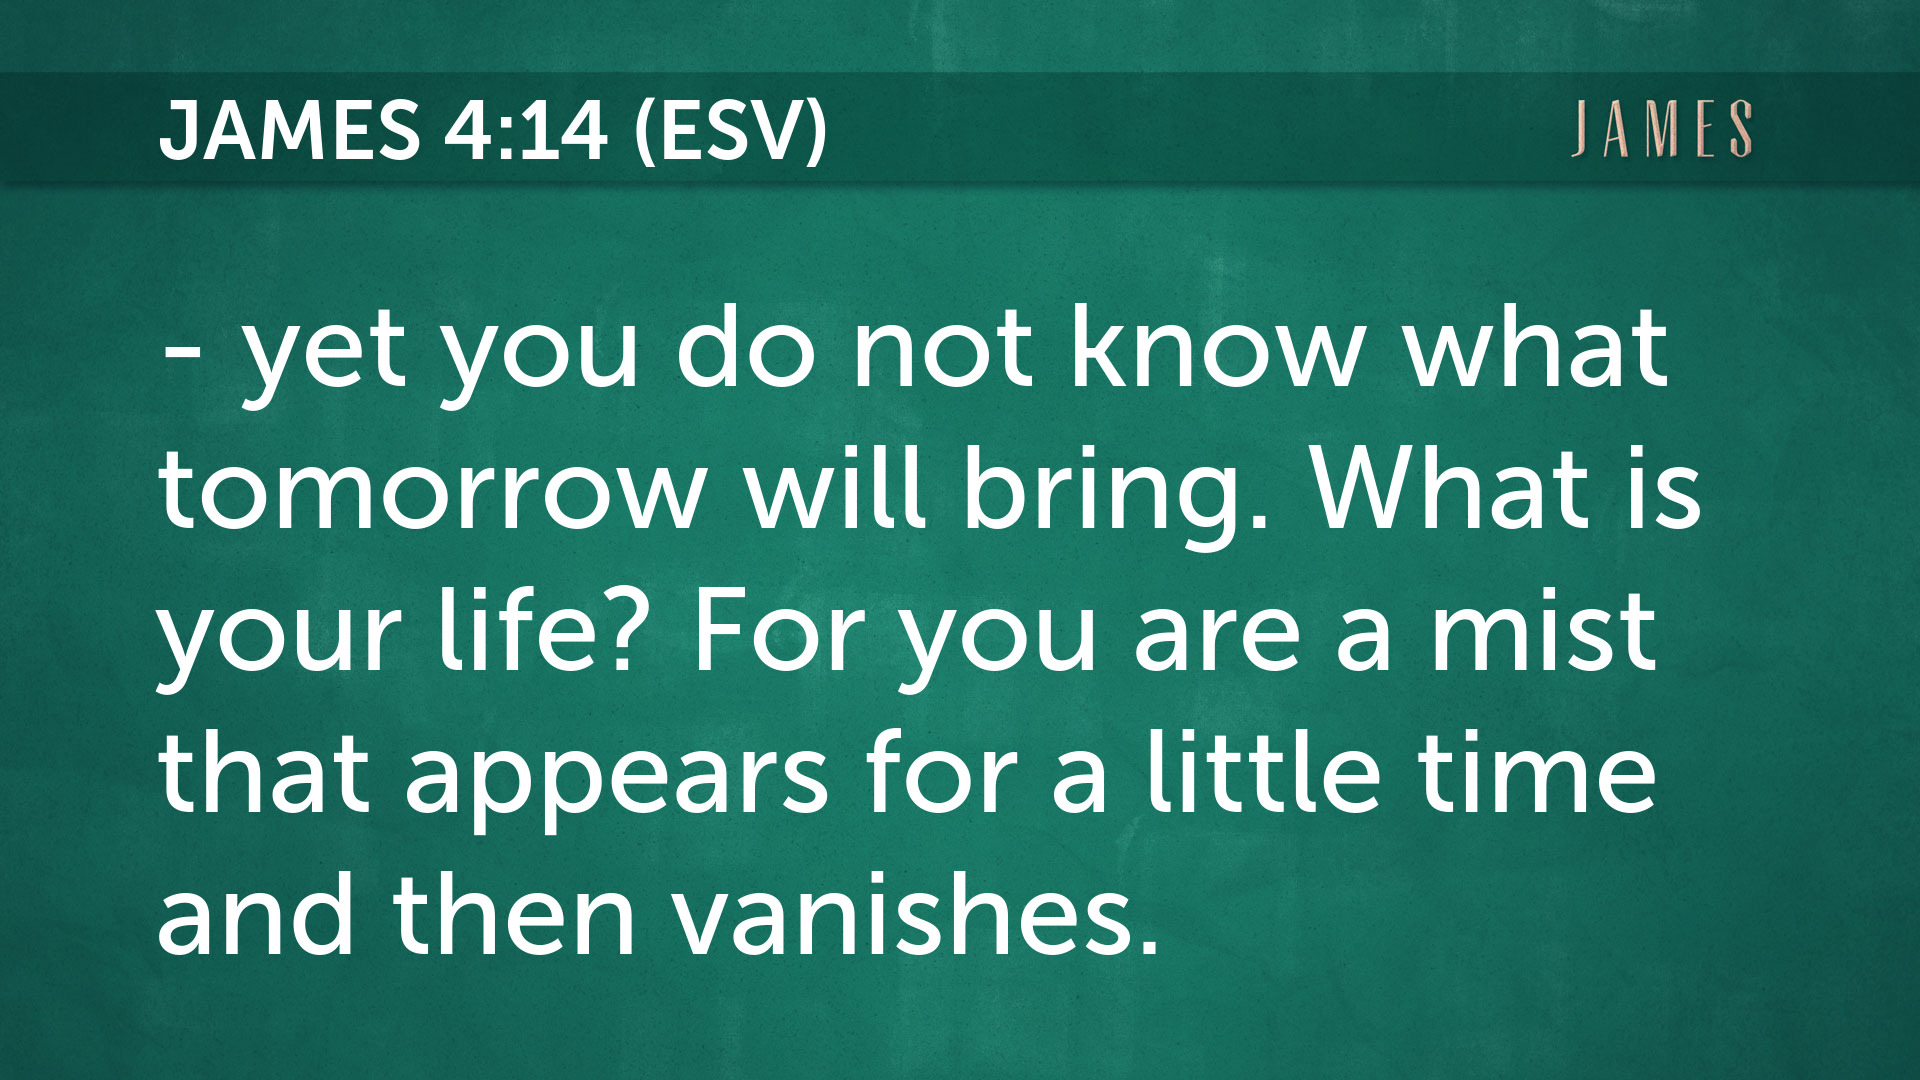 JAMES 4:14 (ESV)
JAMES
- yet you do not know what
tomorrow will bring. What is
your life? For you are a mist
that appears for a little time
and then vanishes.